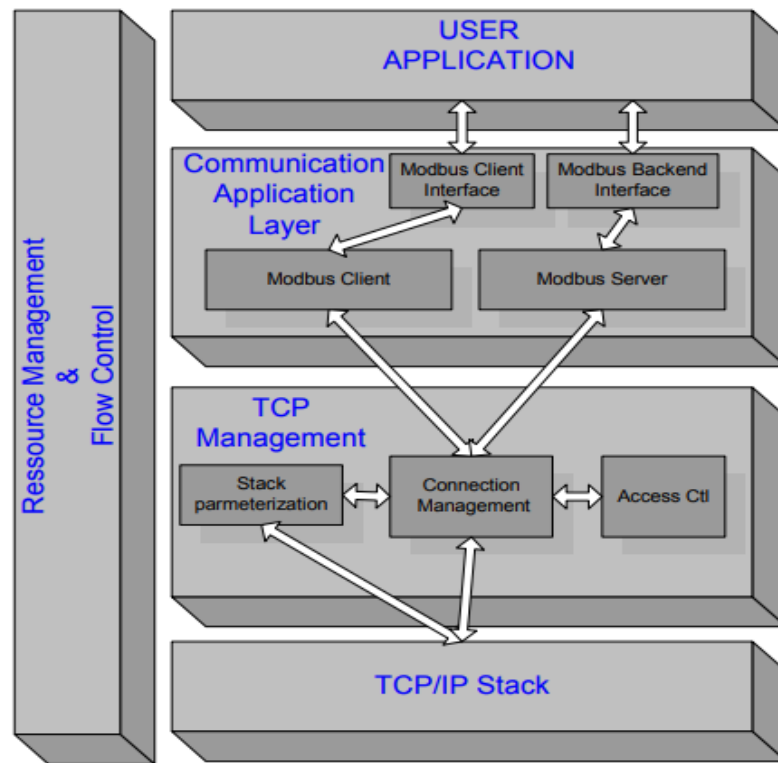 USER
APPLICATION
Communication
Application
Layer
Modbus Client
Interface
Modbus Backend
Interface
Modbus Client
Modbus Server
TCP
Management
Stack
parmeterization
Connection
Management
Access Ctl
TCP/IP Stack
Ressource Management
&
Flow Control